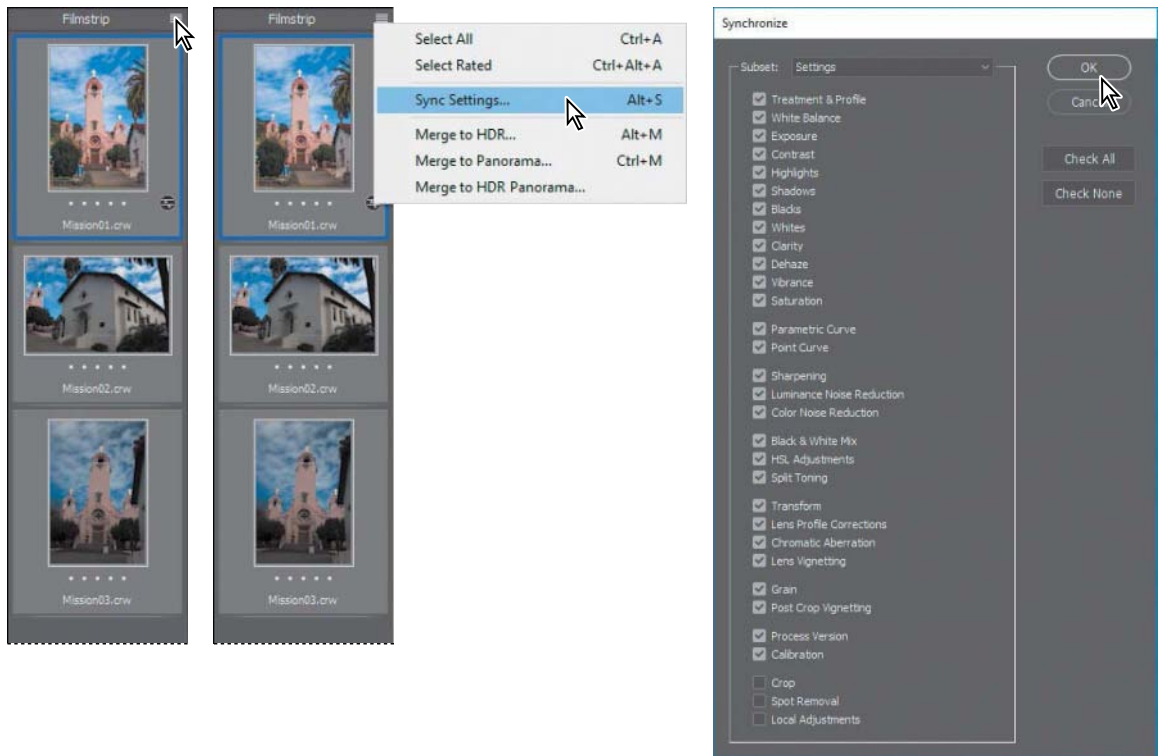 Filmstrip
Mission01.crw
Mission02.crw
Mission03.crw
Filmstrip
Mission01.crw
Mission02.crw
Mission03.crw
Select All Ctrl+A
Select Rated Ctrl+Alt+A
Sync Settings... Alt+S
Merge to HDR... Alt+M
Merge to Panorama... Ctrl+M
Merge to HDR Panorama...
Synchronize
Subset: Settings
OK
Cancel
Check All
Check None
Treatment & Profile
White Balance
Exposure
Contrast
Highlights
Shadows
Blacks
Whites
Clarity
Dehaze
Vibrance
Saturation
Parametric Curve
Point Curve
Sharpening
Luminance Noise Reduction
Color Noise Reduction
Black & White Mix
HSL Adjustments
Split Toning
Transform
Lens Profile Corrections
Chromatic Aberration
Lens Vignetting
Grain
Post Crop Vignetting
Process Version
Calibration
Crop
Spot Removal
Local Adjustments